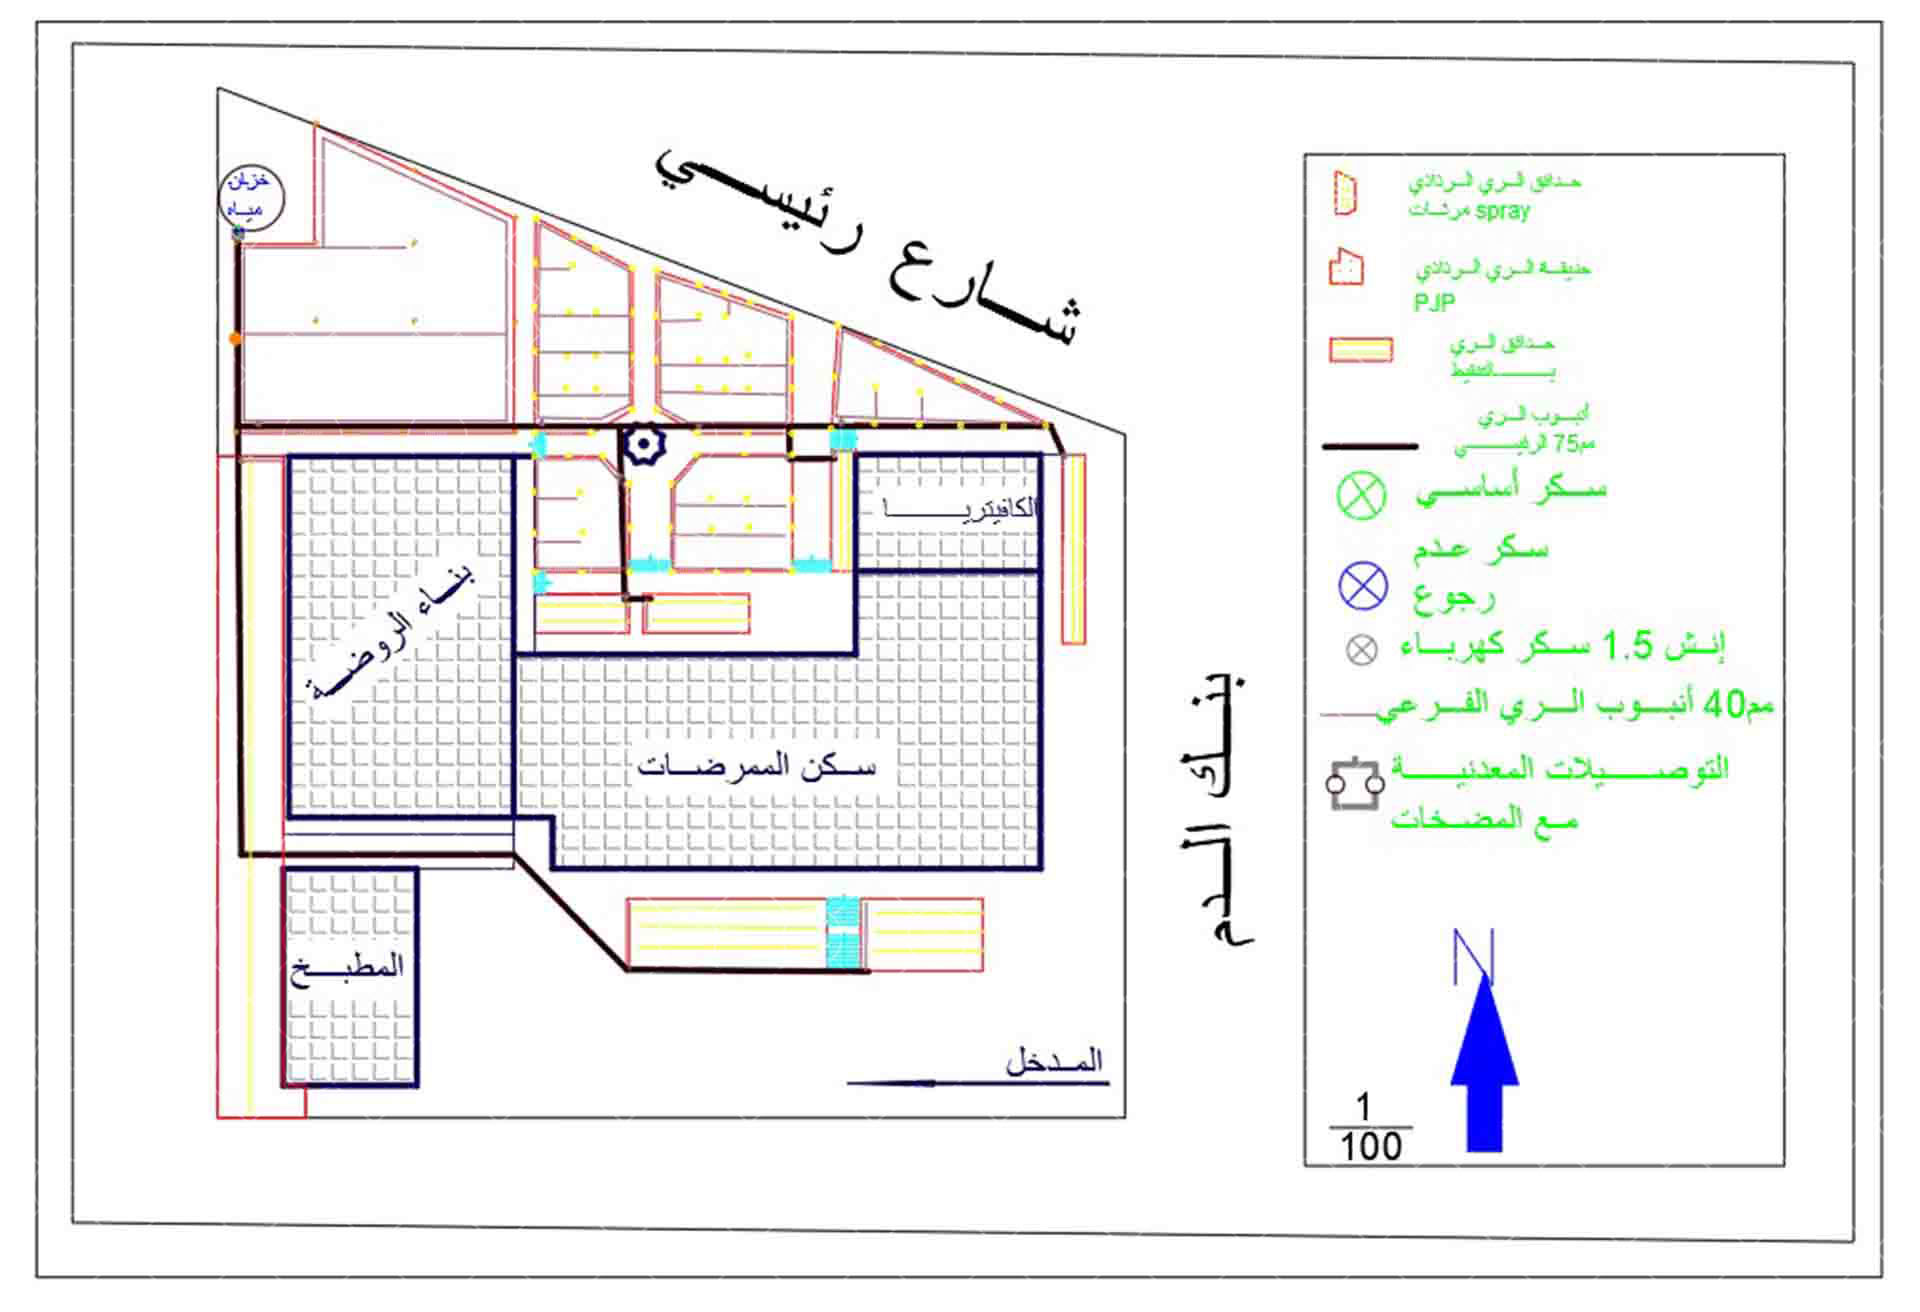 شارع رئيسي
خزان
مياه
الكافيتريا
بناء الروضة
سكن الممرضات
المطبخ
المدخل
بنك الدم
حدائق الري الرذاذي
مرشات spray
حديقة الري الرذاذي
PJP
حدائق الري
بالتنقيط
أنبوب الري
الرئيسي 75مم
سكر أساسي
سكر عدم
رجوع
إنش 1.5 سكر كهرباء
مم40 أنبوب الري الفرعي
التوصيلات المعدنية
مع المضخات
N
1
100